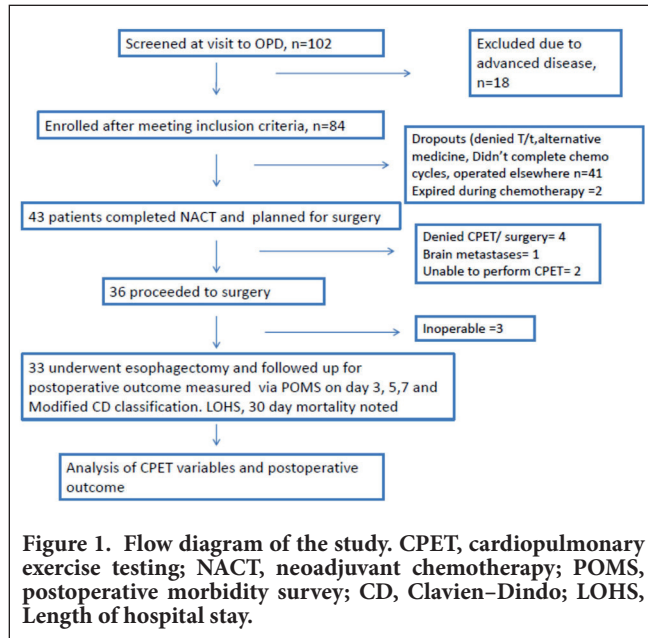 Screened at visit to OPD, n=102
Excluded due to
advanced disease,
n=18
Enrolled after meeting inclusion criteria, n=84
Dropouts (denied T/t,alternative
medicine, Didn't complete chemo
cycles, operated elsewhere n=41
Expired during chemotherapy =2
43 patients completed NACT and planned for surgery
Denied CPET/ surgery= 4
Brain metastases= 1
Unable to perform CPET= 2
36 proceeded to surgery
Inoperable =3
33 underwent esophagectomy and followed up for
postoperative outcome measured via POMS on day 3, 5,7 and
Modified CD classification. LOHS, 30 day mortality noted
Analysis of CPET variables and postoperative
outcome
Figure 1. Flow diagram of the study. CPET, cardiopulmonary
exercise testing; NACT, neoadjuvant chemotherapy; POMS,
postoperative morbidity survey; CD, Clavien–Dindo; LOHS,
Length of hospital stay.